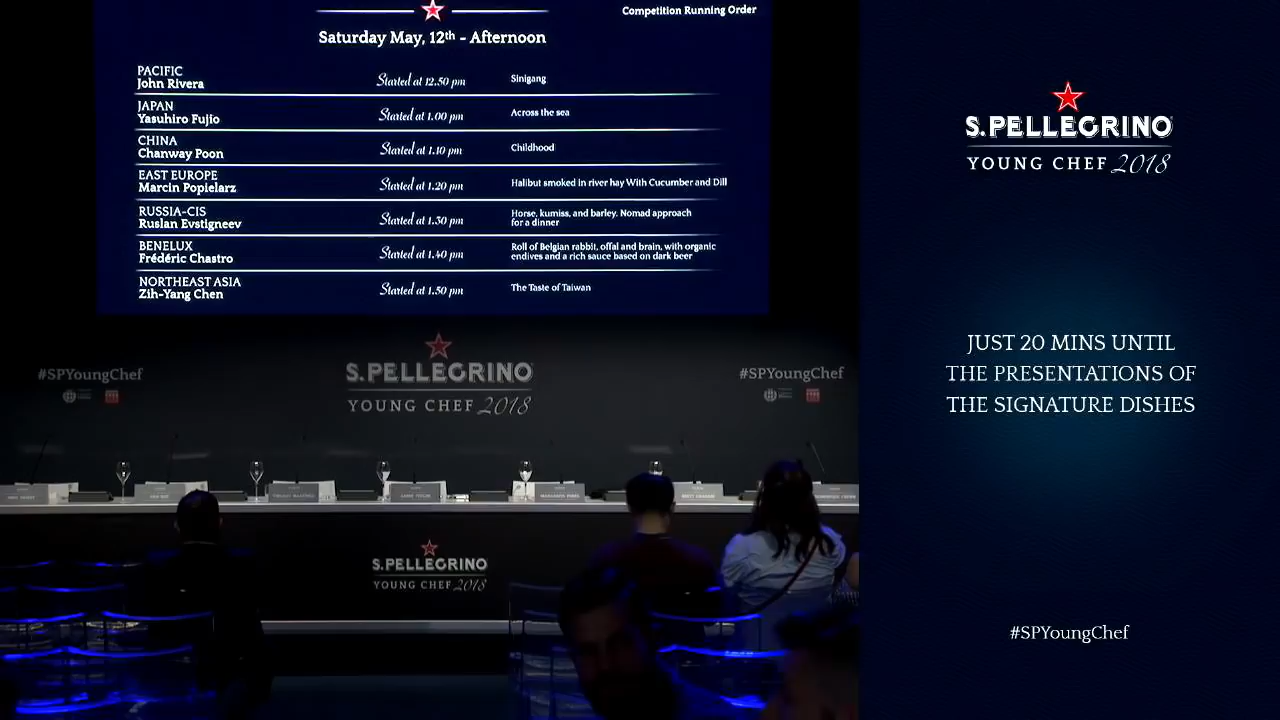 Competition Running Order
Saturday May, 12th - Afternoon
PACIFIC
John Rivera
Started at 12.50 pm
Sinigang
JAPAN
Yasuhiro Fujio
Started at 1.00 pm
Across the sea
CHINA
Chanway Poon
Started at 1.10 pm
Childhood
EAST EUROPE
Marcin Popielarz
Started at 1.20 pm
Halibut smoked in river hay With Cucumber and Dill
RUSSIA-CIS
Ruslan Evstigneev
Started at 1.30 pm
Horse, kumiss, and barley. Nomad approach
for a dinner
BENELUX
Frédéric Chastro
Started at 1.40 pm
Roll of Belgian rabbit, offal and brain, with organic
endives and a rich sauce based on dark beer
NORTHEAST ASIA
Zih-Yang Chen
Started at 1.50 pm
The Taste of Taiwan
#SPYoungChef
S.PELLEGRINO
YOUNG CHEF 2018
#SPYoungChef
S.PELLEGRINO
YOUNG CHEF 2018
S.PELLEGRINO
YOUNG CHEF 2018
JUST 20 MINS UNTIL
THE PRESENTATIONS OF
THE SIGNATURE DISHES
#SPYoungChef